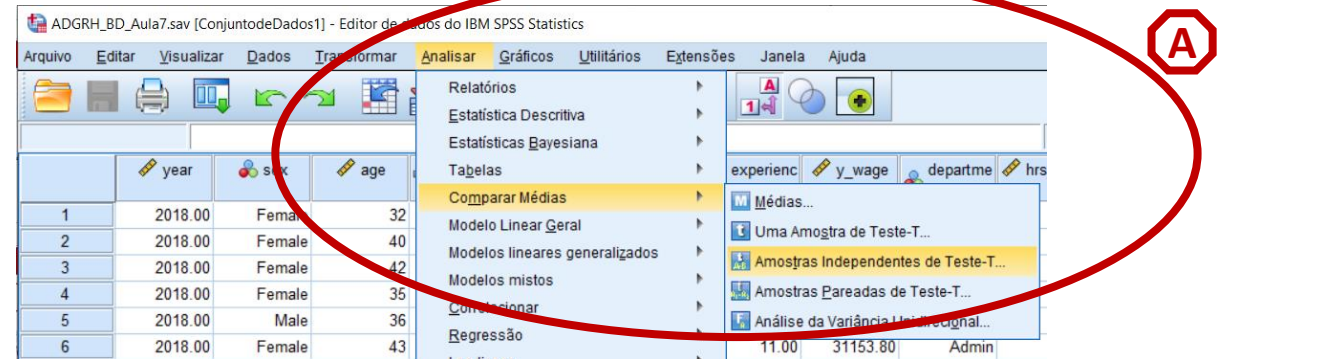 ADGRH_BD_Aula7.sav [ConjuntodeDados1] - Editor de dados do IBM SPSS Statistics
A
Arquivo Editar Visualizar Dados Transformar Analisar Gráficos Utilitários Extensões Janela Ajuda
Relatórios
Estatística Descritiva
Estatísticas Bayesiana
Tabelas
Comparar Médias
Modelo Linear Geral
Modelos lineares generalizados
Modelos mistos
Correlacionar
Regressão
Médias...
Uma Amostra de Teste-T...
Amostras Independentes de Teste-T...
Amostras Pareadas de Teste-T...
Análise da Variância Unidirecional...
year sex age experienc y_wage departme hrs
1 2018.00 Female 32
2 2018.00 Female 40
3 2018.00 Female 42
4 2018.00 Female 35
5 2018.00 Male 36
6 2018.00 Female 43 11.00 31153.80 Admin